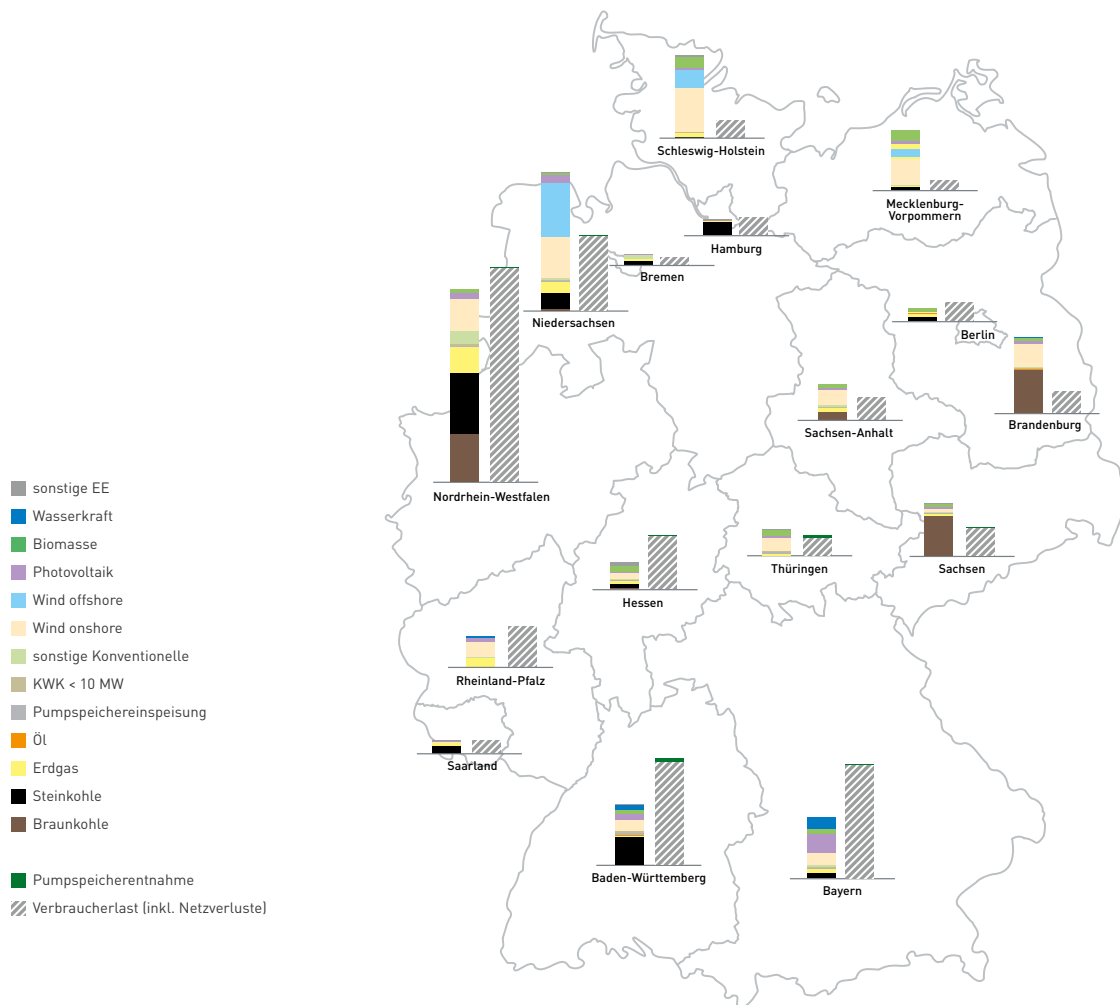 Schleswig-Holstein
Mecklenburg-
Vorpommern
Hamburg
Bremen
Niedersachsen
Berlin
Brandenburg
Sachsen-Anhalt
Nordrhein-Westfalen
Thüringen
Sachsen
Hessen
Rheinland-Pfalz
Saarland
Baden-Württemberg
Bayern
sonstige EE
Wasserkraft
Biomasse
Photovoltaik
Wind offshore
Wind onshore
sonstige Konventionelle
KWK < 10 MW
Pumpspeichereinspeisung
Öl
Erdgas
Steinkohle
Braunkohle
Pumpspeicherentnahme
Verbraucherlast (inkl. Netzverluste)